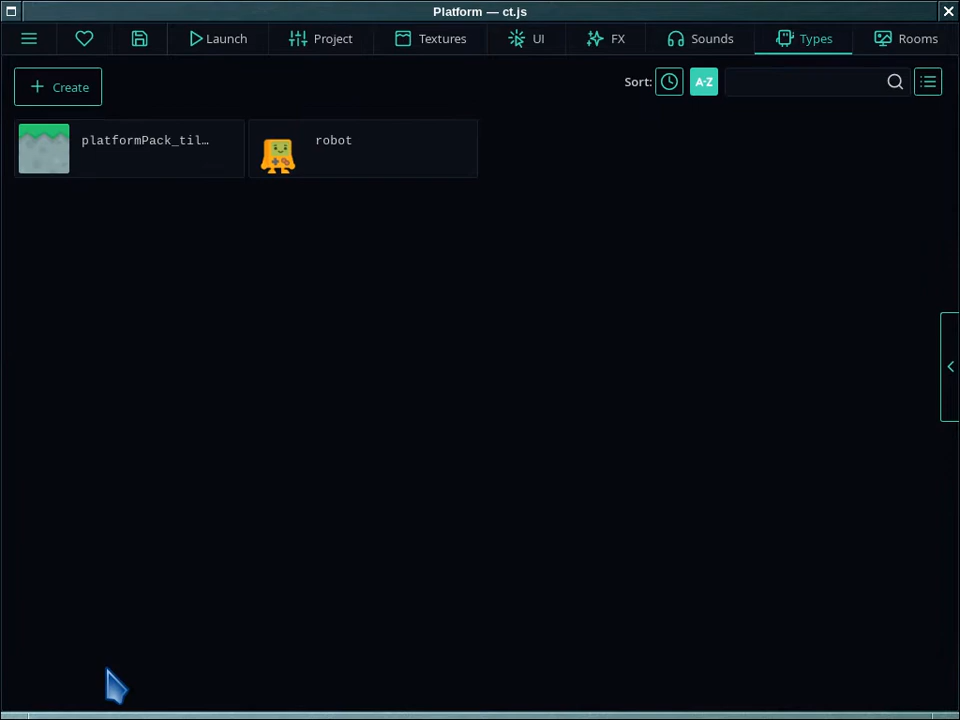 Platform — ct.js
Launch
Project
Textures
UI
FX
Sounds
Types
Rooms
Create
Sort:
A-Z
platformPack_til…
robot